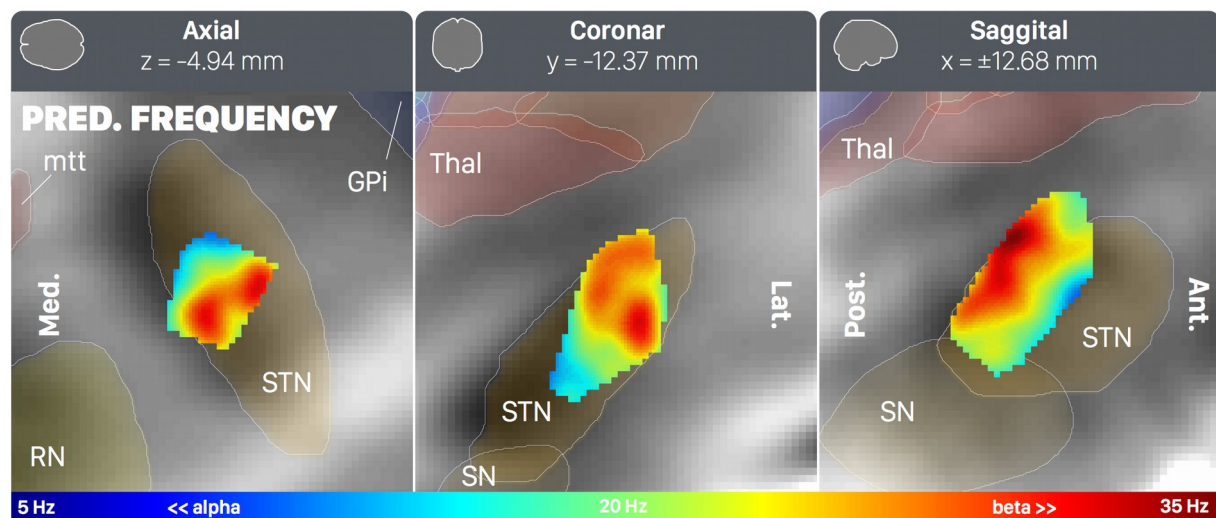 Axial
z = -4.94 mm
Coronar
y = -12.37 mm
Saggital
x = ±12.68 mm
PRED. FREQUENCY
mtt
GPi
Med.
STN
RN
Thal
Lat.
STN
SN
Thal
Post.
Ant.
STN
SN
5 Hz << alpha 20 Hz beta >> 35 Hz